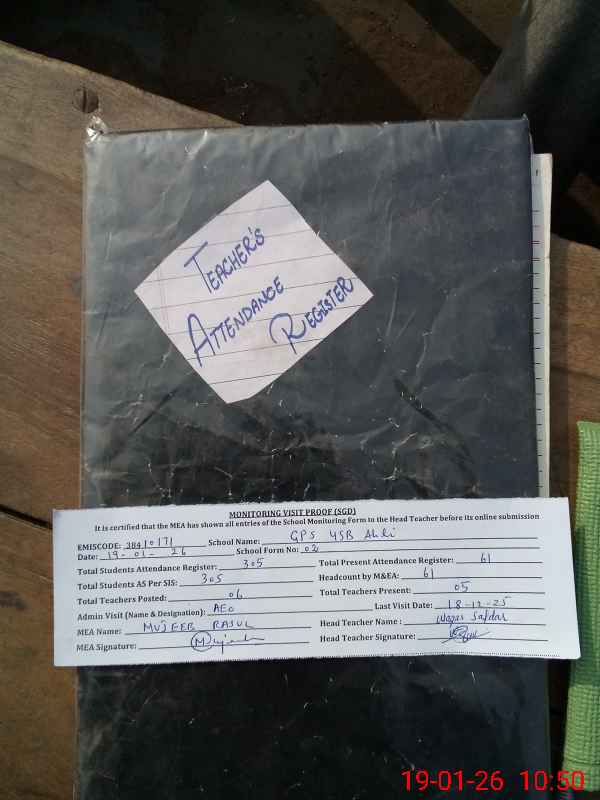 TEACHER'S
ATTENDANCE
REGISTER
MONITORING VISIT PROOF (SGD)
It is certified that the MEA has shown all entries of the School Monitoring Form to the Head Teacher before its online submission
EMISCODE: 38410171 School Name: GPS 4SB
Date: 19-01-26 School Form No: 02
Total Students Attendance Register: 305 Total Present Attendance Register: 61
Total Students AS Per SIS: 305 Headcount by M&EA: 61
Total Teachers Posted: 06 Total Teachers Present: 05
Admin Visit (Name & Designation): AEO Last Visit Date: 18-12-25
MEA Name: MUJEEB RASUL Head Teacher Name : Waqar Safdar
MEA Signature: Head Teacher Signature:
19-01-26 10:50